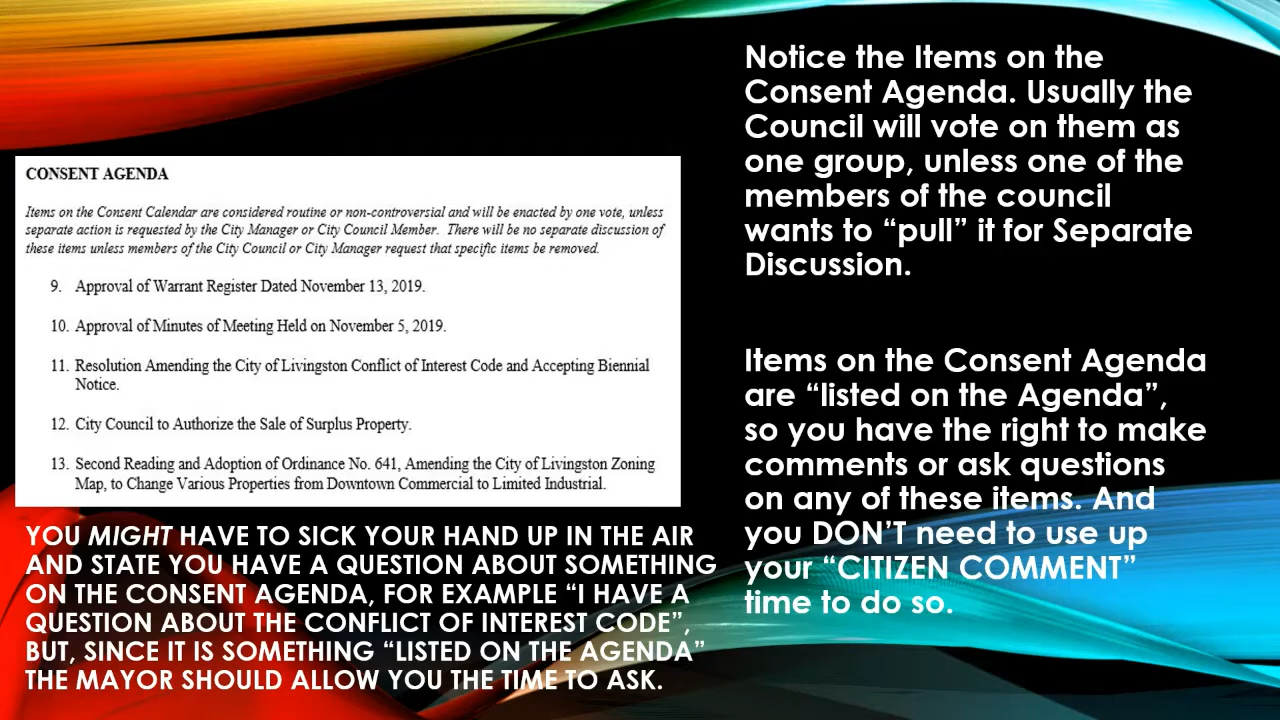 CONSENT AGENDA
Items on the Consent Calendar are considered routine or non-controversial and will be enacted by one vote, unless
separate action is requested by the City Manager or City Council Member.  There will be no separate discussion of
these items unless members of the City Council or City Manager request that specific items be removed.
9. Approval of Warrant Register Dated November 13, 2019.
10. Approval of Minutes of Meeting Held on November 5, 2019.
11. Resolution Amending the City of Livingston Conflict of Interest Code and Accepting Biennial
Notice.
12. City Council to Authorize the Sale of Surplus Property.
13. Second Reading and Adoption of Ordinance No. 641, Amending the City of Livingston Zoning
Map, to Change Various Properties from Downtown Commercial to Limited Industrial.
YOU MIGHT HAVE TO SICK YOUR HAND UP IN THE AIR
AND STATE YOU HAVE A QUESTION ABOUT SOMETHING
ON THE CONSENT AGENDA, FOR EXAMPLE “I HAVE A
QUESTION ABOUT THE CONFLICT OF INTEREST CODE”,
BUT, SINCE IT IS SOMETHING “LISTED ON THE AGENDA”
THE MAYOR SHOULD ALLOW YOU THE TIME TO ASK.
Notice the Items on the
Consent Agenda. Usually the
Council will vote on them as
one group, unless one of the
members of the council
wants to “pull” it for Separate
Discussion.
Items on the Consent Agenda
are “listed on the Agenda”,
so you have the right to make
comments or ask questions
on any of these items. And
you DON’T need to use up
your “CITIZEN COMMENT”
time to do so.